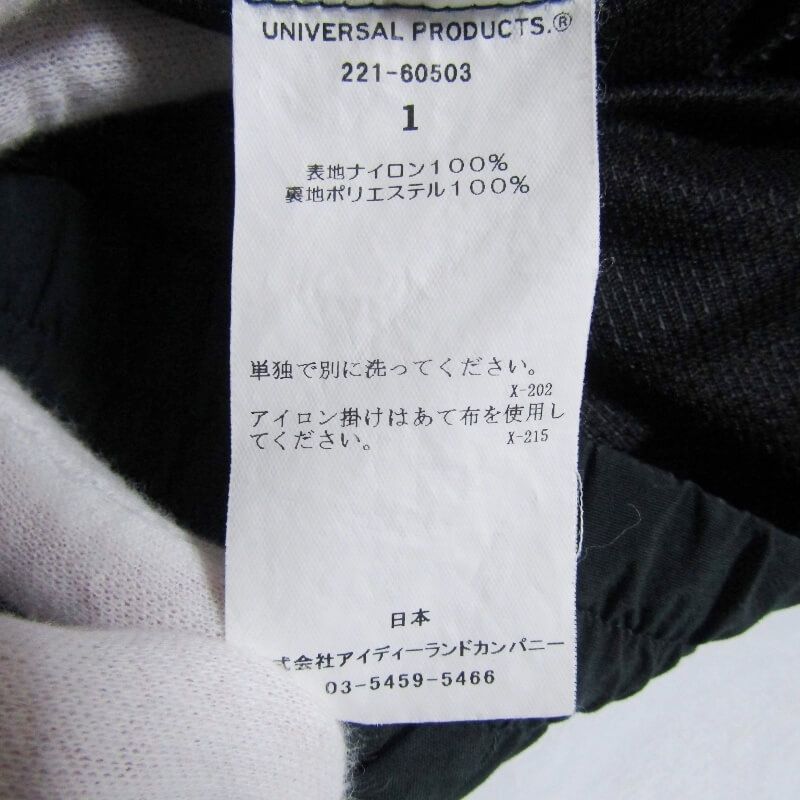 UNIVERSAL PRODUCTS.®
221-60503
1
表地ナイロン100%
裏地ポリエステル100%
単独で別に洗ってください。
X-202
アイロン掛けはあて布を使用し
てください。
X-215
日本
式会社アイディーランドカンパニー
03-5459-5466